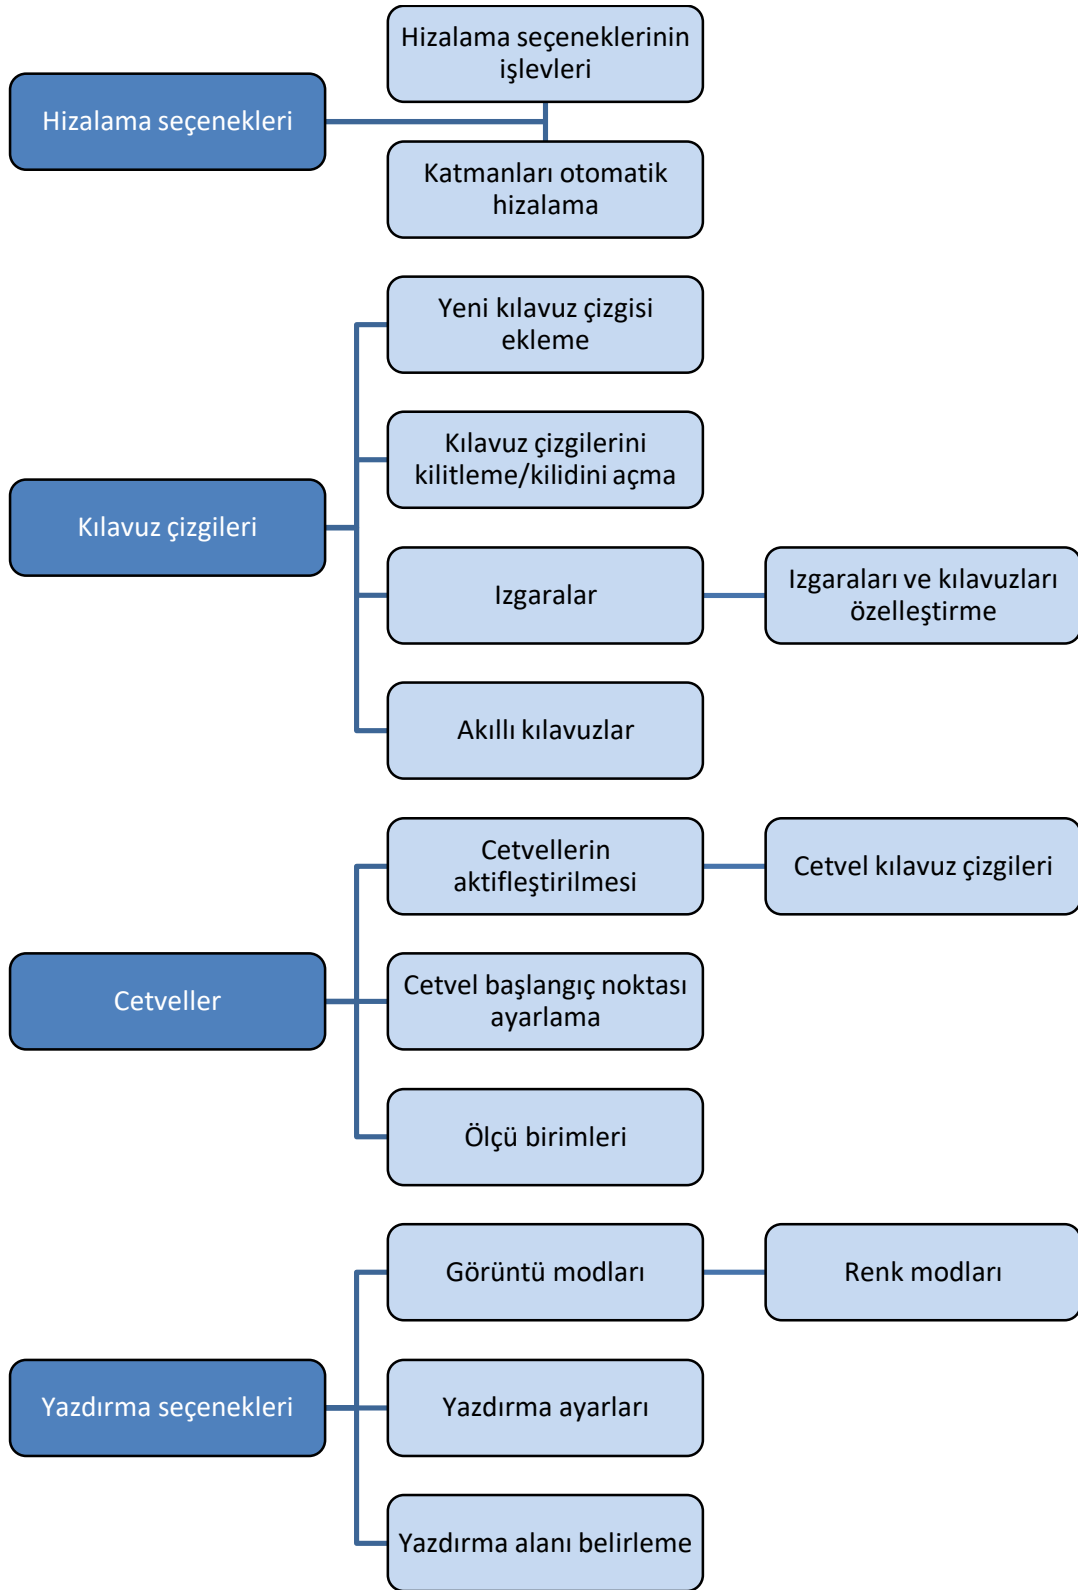 Hizalama seçenekleri
Hizalama seçeneklerinin
işlevleri
Katmanları otomatik
hizalama
Kılavuz çizgileri
Yeni kılavuz çizgisi
ekleme
Kılavuz çizgilerini
kilitleme/kilidini açma
Izgaralar
Izgaraları ve kılavuzları
özelleştirme
Akıllı kılavuzlar
Cetveller
Cetvellerin
aktifleştirilmesi
Cetvel kılavuz çizgileri
Cetvel başlangıç noktası
ayarlama
Ölçü birimleri
Yazdırma seçenekleri
Görüntü modları
Renk modları
Yazdırma ayarları
Yazdırma alanı belirleme